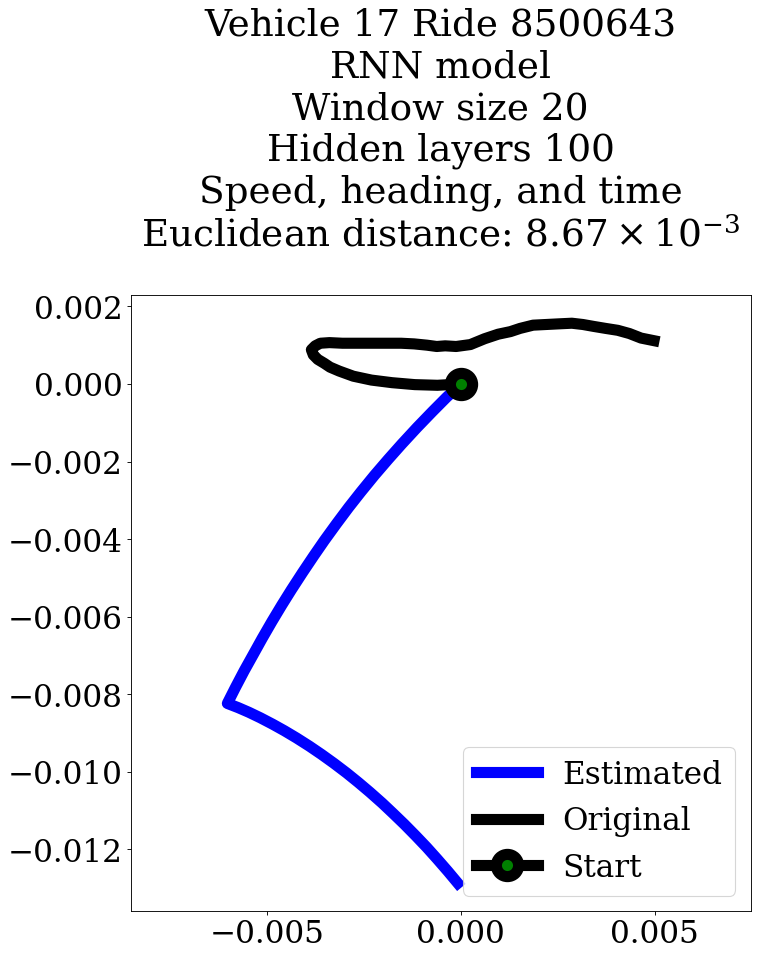 Vehicle 17 Ride 8500643
RNN model
Window size 20
Hidden layers 100
Speed, heading, and time
Euclidean distance: 8.67 × 10⁻³
0.002
0.000
−0.002
−0.004
−0.006
−0.008
−0.010
−0.012
Estimated
Original
Start
−0.005 0.000 0.005